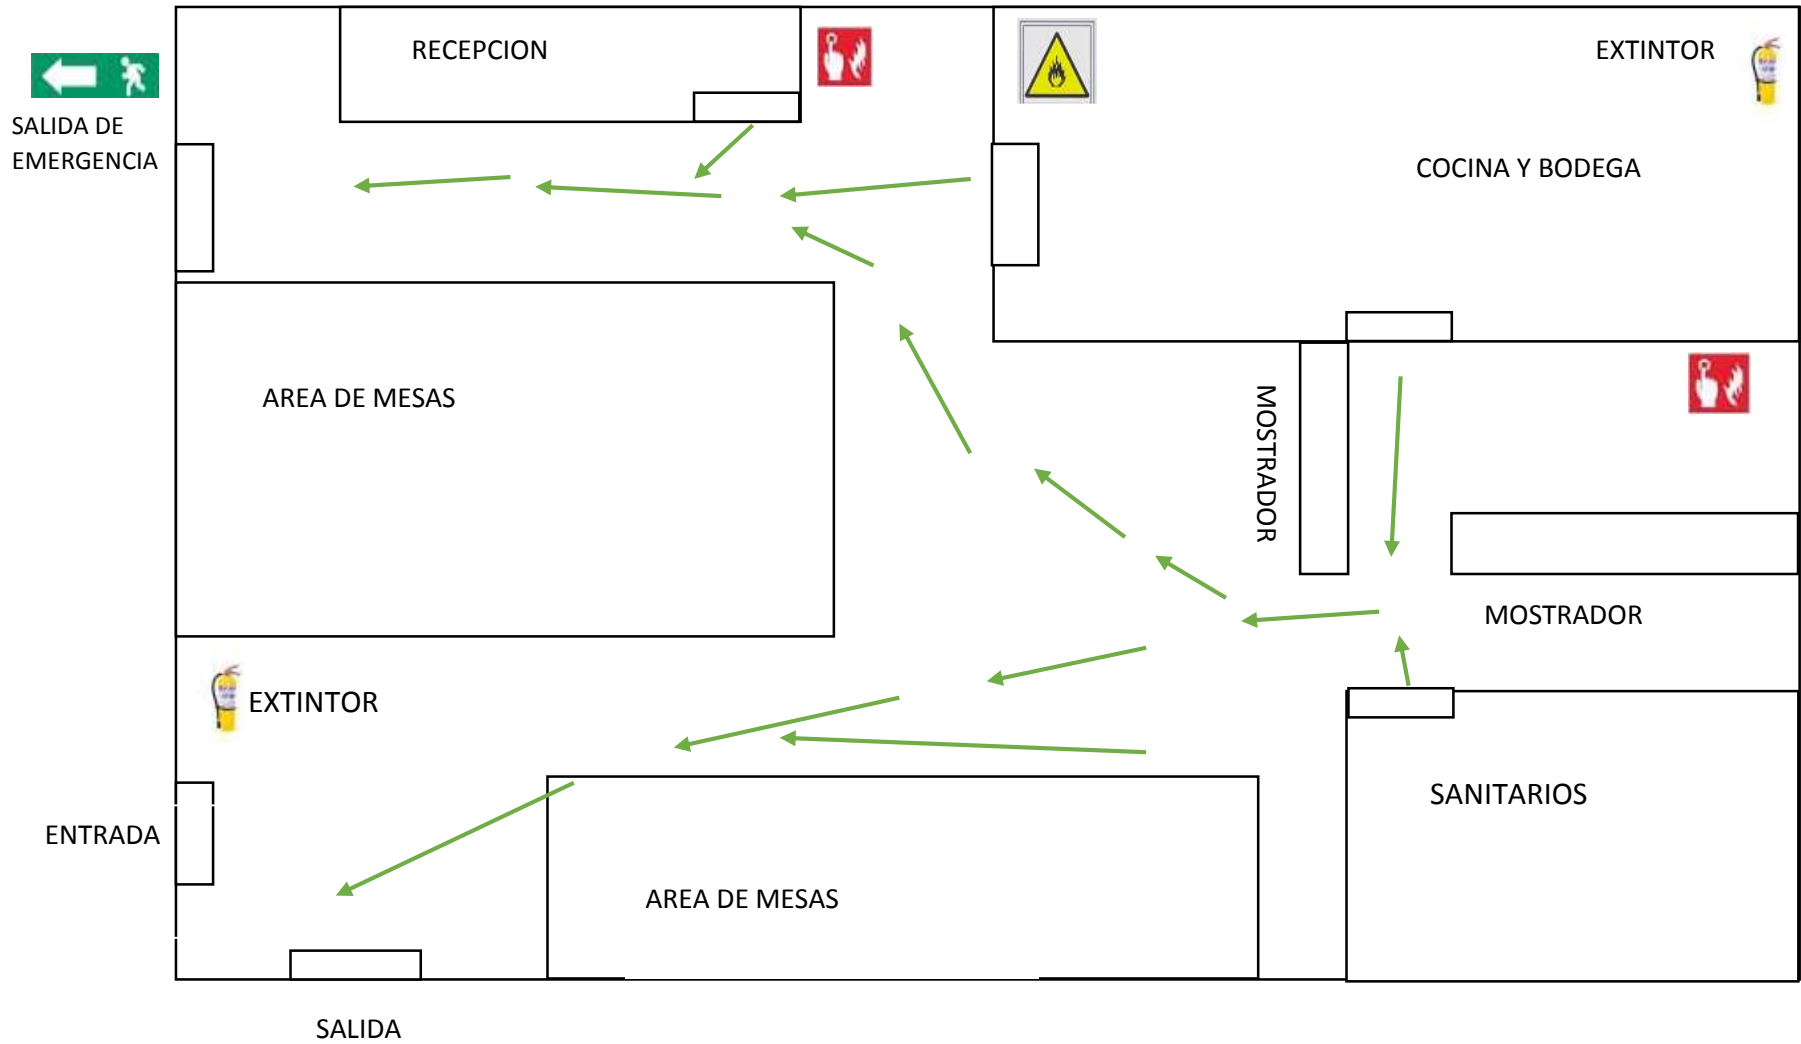 RECEPCION
EXTINTOR
SALIDA DE
EMERGENCIA
COCINA Y BODEGA
AREA DE MESAS
MOSTRADOR
MOSTRADOR
EXTINTOR
SANITARIOS
ENTRADA
AREA DE MESAS
SALIDA